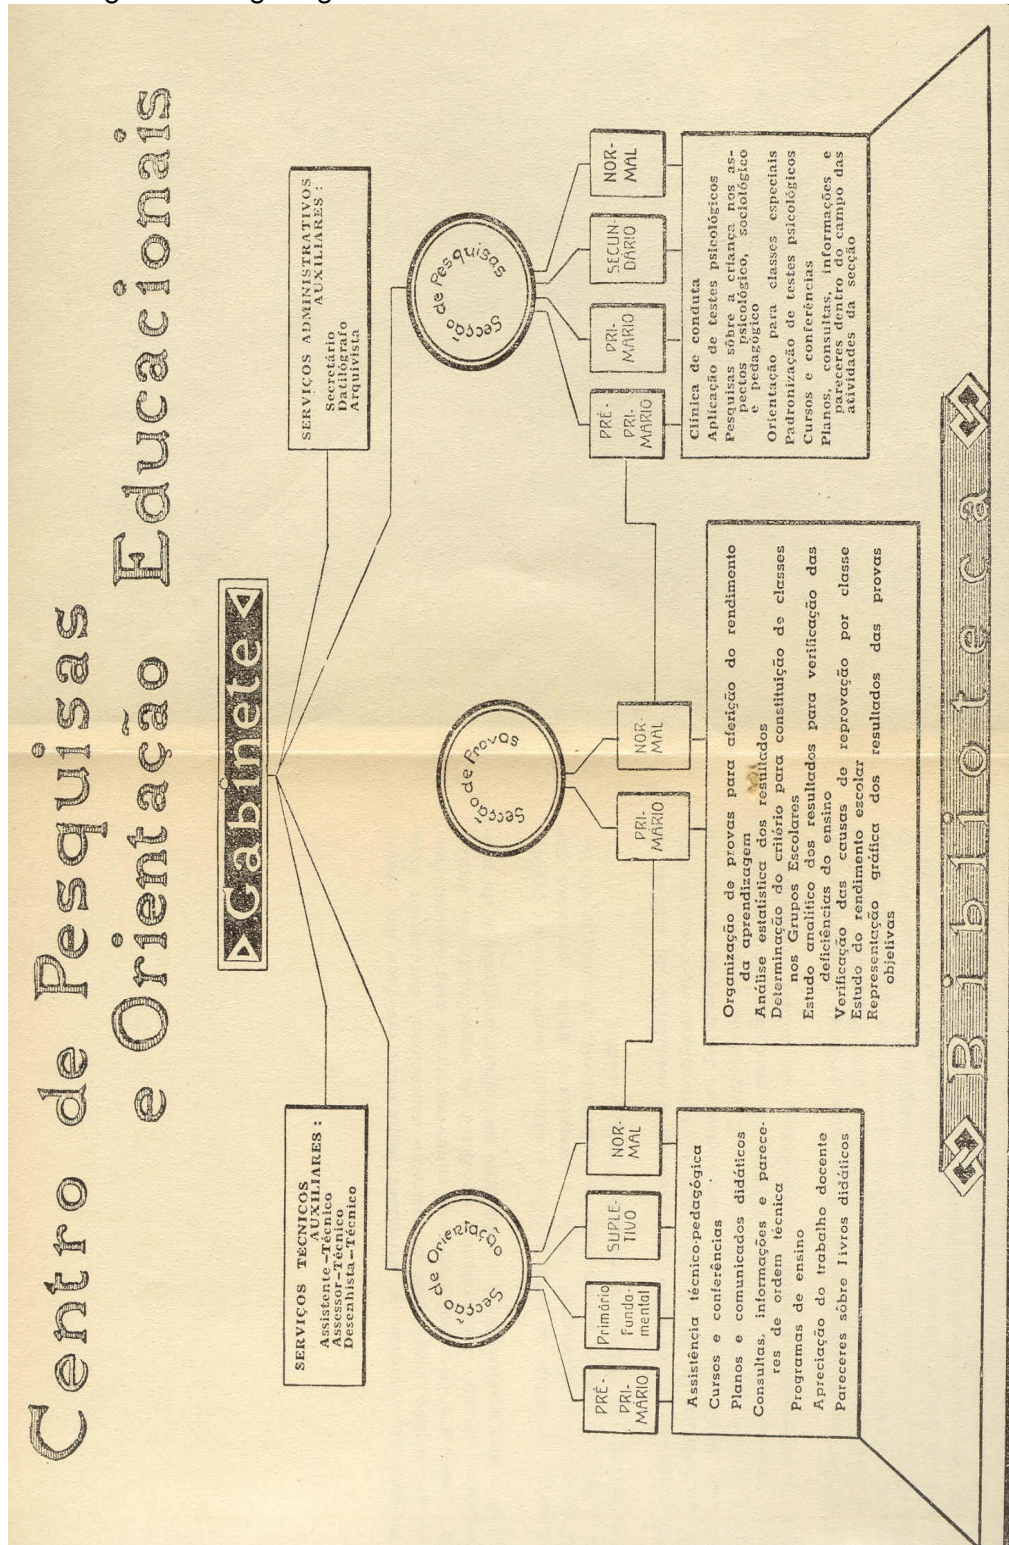 Centro de Pesquisas
e Orientação Educacionais
Gabinete
SERVIÇOS TÉCNICOS
AUXILIARES :
Assistente-Técnico
Assessor-Técnico
Desenhista-Técnico
SERVIÇOS ADMINISTRATIVOS
AUXILIARES :
Secretário
Datilógrafo
Arquivista
Secção de Orientação
PRÉ-
PRI-
MÁRIO
Primário
Funda-
mental
SUPLE-
TIVO
NOR-
MAL
Assistência técnico-pedagógica
Cursos e conferências
Planos e comunicados didáticos
Consultas, informações e parece-
res de ordem técnica
Programas de ensino
Apreciação do trabalho docente
Pareceres sôbre livros didáticos
Secção de Provas
PRI-
MÁRIO
NOR-
MAL
Organização de provas para aferição do rendimento
da aprendizagem
Análise estatística dos resultados
Determinação do critério para constituição de classes
nos Grupos Escolares
Estudo analítico dos resultados para verificação das
deficiências do ensino
Verificação das causas de reprovação por classe
Estudo do rendimento escolar
Representação gráfica dos resultados das provas
objetivas
Secção de Pesquisas
PRÉ-
PRI-
MÁRIO
PRI-
MÁRIO
SECUN-
DÁRIO
NOR-
MAL
Clínica de conduta
Aplicação de testes psicológicos
Pesquisas sôbre a criança nos as-
pectos psicológico, sociológico
e pedagógico
Orientação para classes especiais
Padronização de testes psicológicos
Cursos e conferências
Planos, consultas, informações e
pareceres dentro do campo das
atividades da secção
Biblioteca